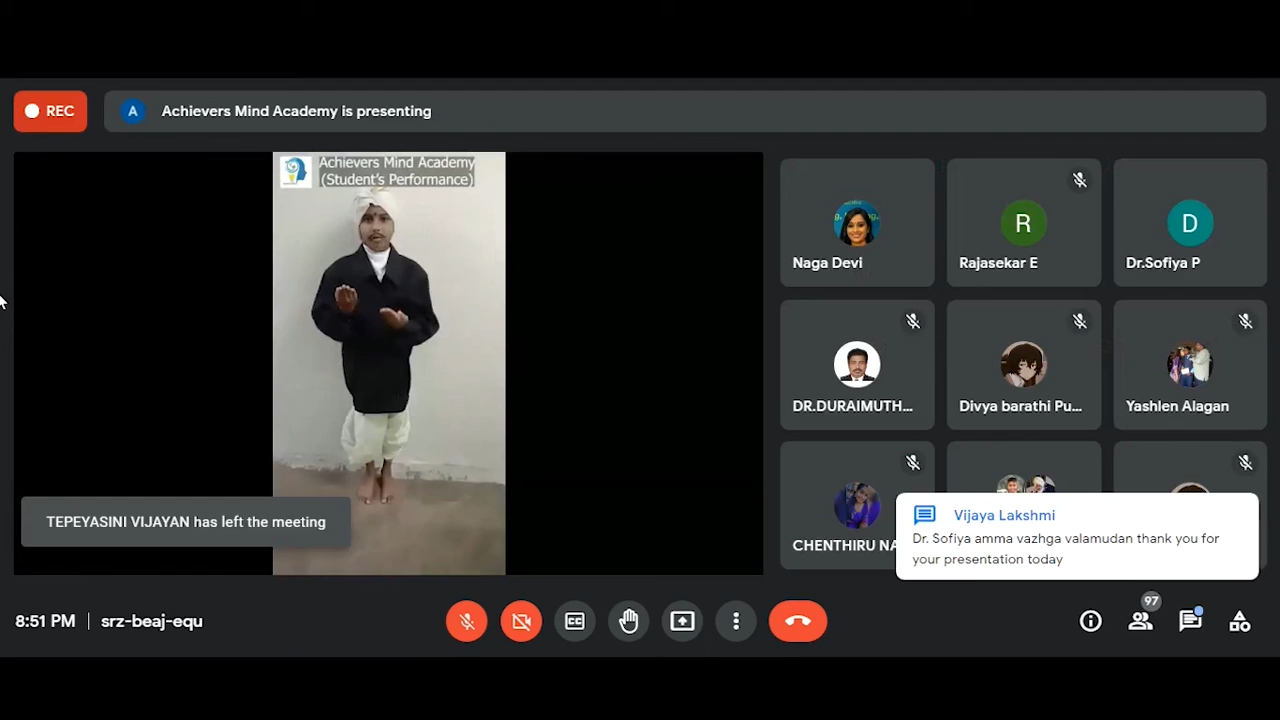 REC
A
Achievers Mind Academy is presenting
Achievers Mind Academy
(Student's Performance)
Naga Devi
R
Rajasekar E
D
Dr.Sofiya P
DR.DURAIMUTH...
Divya barathi Pu...
Yashlen Alagan
CHENTHIRU NA
TEPEYASINI VIJAYAN has left the meeting
Vijaya Lakshmi
Dr. Sofiya amma vazhga valamudan thank you for
your presentation today
8:51 PM
srz-beaj-equ
CC
97